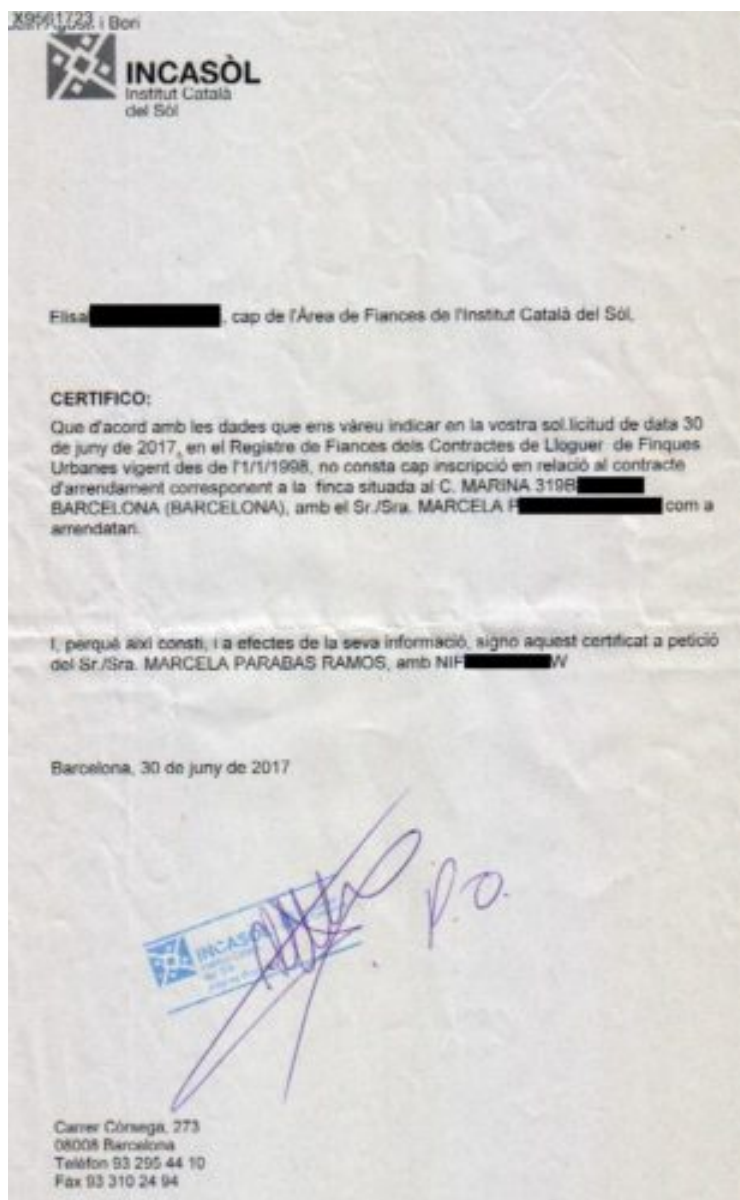 X9561723
i Bori
INCASÒL
Institut Català
del Sòl
Elisa , cap de l'Àrea de Fiances de l'Institut Català del Sòl,
CERTIFICO:
Que d'acord amb les dades que ens vàreu indicar en la vostra sol.licitud de data 30
de juny de 2017, en el Registre de Fiances dels Contractes de Lloguer de Finques
Urbanes vigent des de l'1/1/1998, no consta cap inscripció en relació al contracte
d'arrendament corresponent a la finca situada al C. MARINA 319B
BARCELONA (BARCELONA), amb el Sr./Sra. MARCELA P com a
arrendatari.
I, perquè així consti, i a efectes de la seva informació, signo aquest certificat a petició
del Sr./Sra. MARCELA PARABAS RAMOS, amb NIF W
Barcelona, 30 de juny de 2017
P.O.
INCASÒL
Carrer Còrsega, 273
08008 Barcelona
Telèfon 93 295 44 10
Fax 93 310 24 94